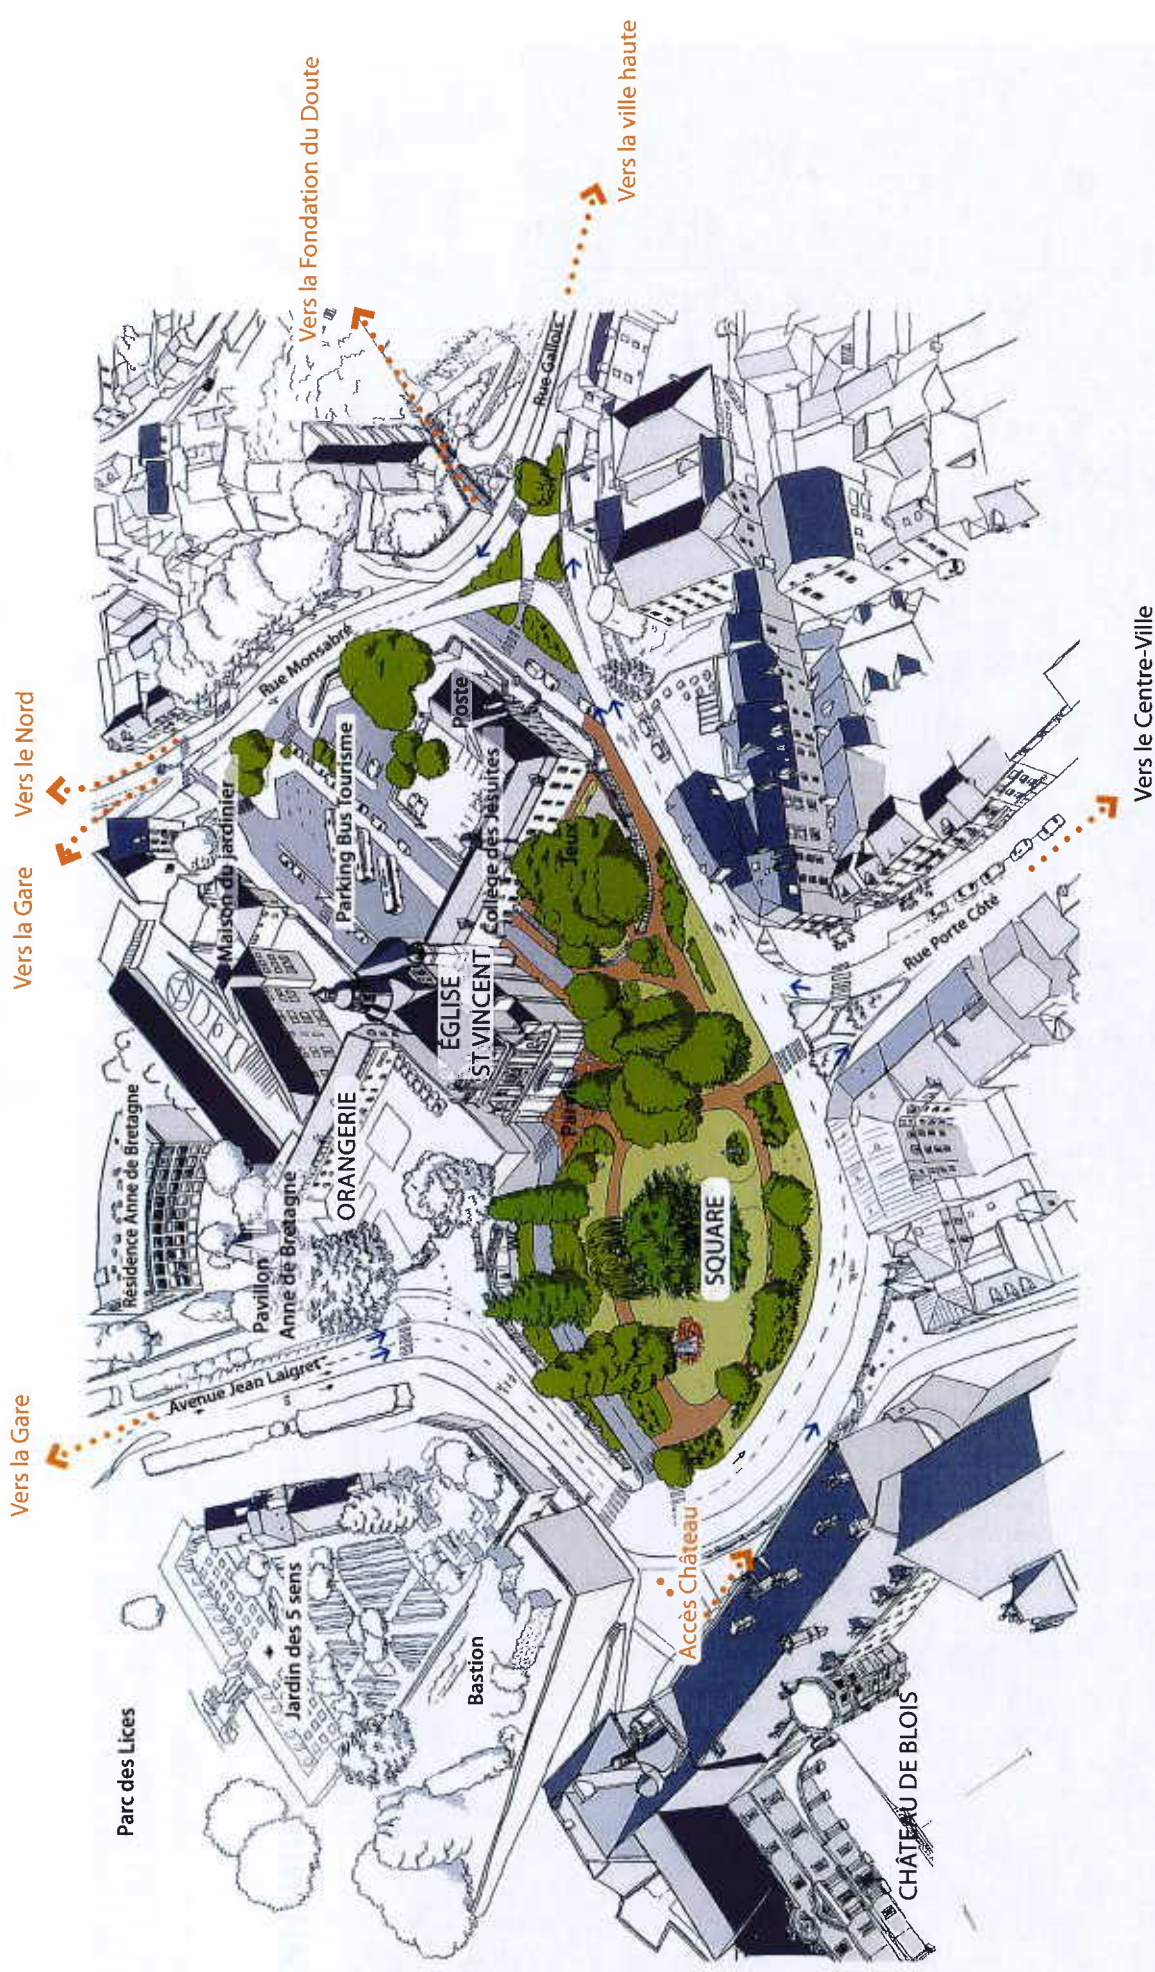 Vers la Gare
Vers la Gare
Vers le Nord
Vers la Fondation du Doute
Vers la ville haute
Parc des Lices
Résidence Anne de Bretagne
Avenue Jean Laigret
Pavillon
Anne de Bretagne
Maison du jardinier
Rue Monsabré
Jardin des 5 sens
ORANGERIE
Parking Bus Tourisme
Bastion
ÉGLISE
ST VINCENT
Collège des Jésuites
Poste
Rue Gallois
Jeux
Accès Château
SQUARE
CHÂTEAU DE BLOIS
Rue Porte Côté
Vers le Centre-Ville